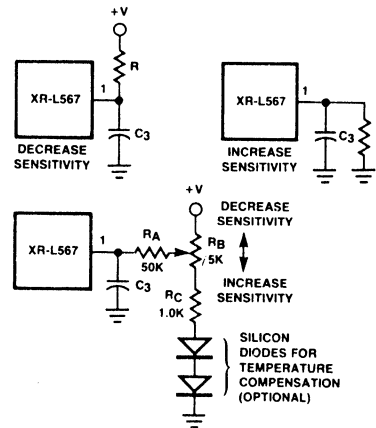 +V
R
XR-L567
1
C3
DECREASE
SENSITIVITY
XR-L567
1
C3
INCREASE
SENSITIVITY
+V
DECREASE
SENSITIVITY
XR-L567
1
RA
50K
RB
5K
C3
INCREASE
SENSITIVITY
RC
1.0K
SILICON
DIODES FOR
TEMPERATURE
COMPENSATION
(OPTIONAL)